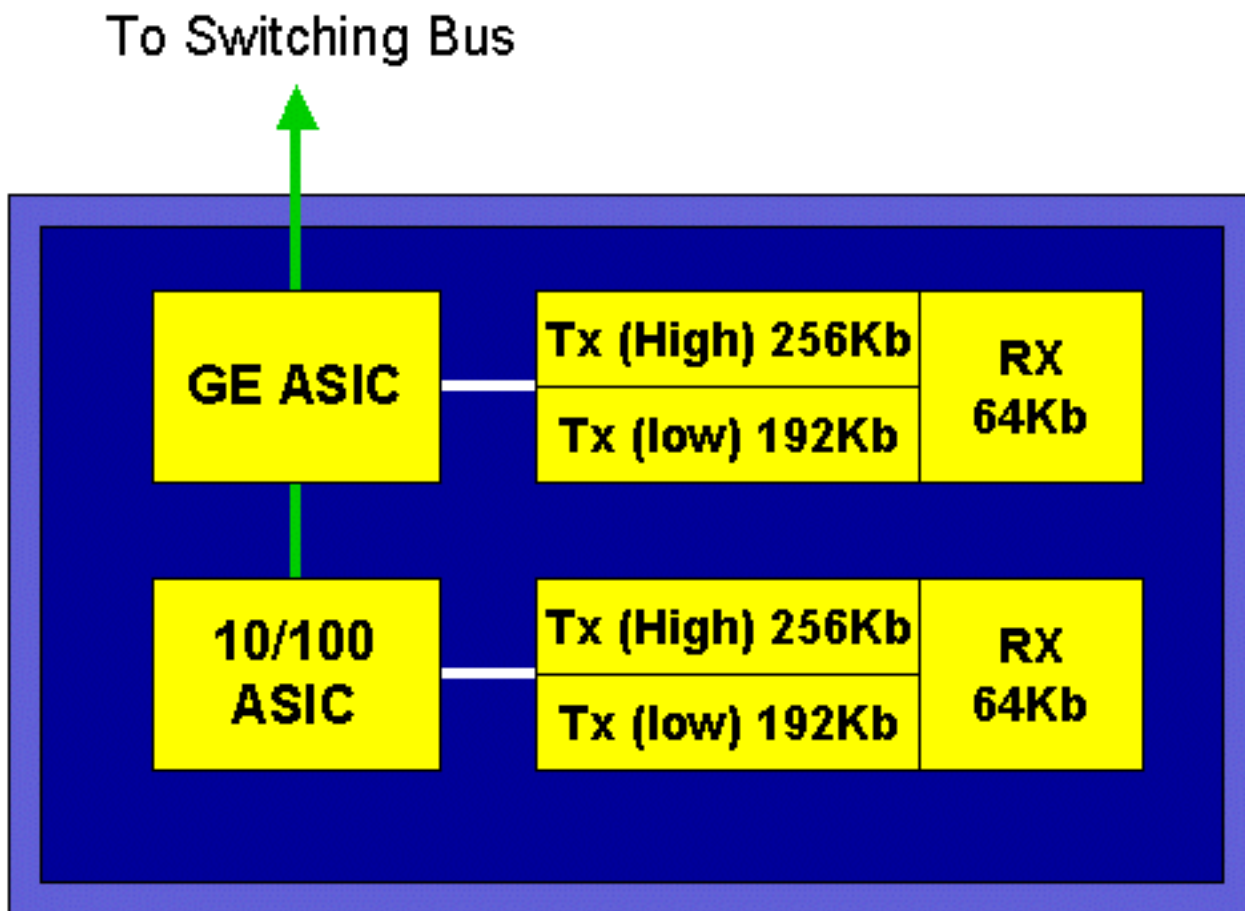 To Switching Bus
GE ASIC
Tx (High) 256Kb
Tx (low) 192Kb
RX
64Kb
10/100
ASIC
Tx (High) 256Kb
Tx (low) 192Kb
RX
64Kb